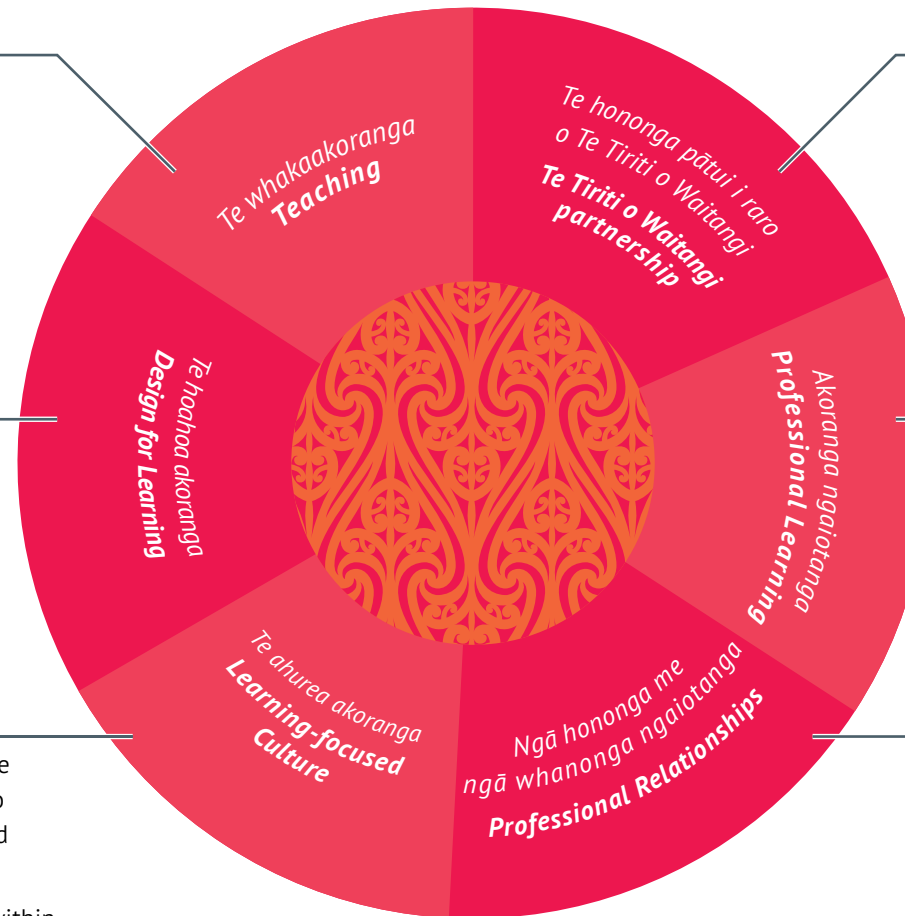 Te whakaakoranga
Teaching
Te hononga pātui i raro
o Te Tiriti o Waitangi
Te Tiriti o Waitangi
partnership
Akoranga ngaiotanga
Professional Learning
Ngā hononga me
ngā whanonga ngaiotanga
Professional Relationships
Te ahurea akoranga
Learning-focused
Culture
Te hoahoa akoranga
Design for Learning